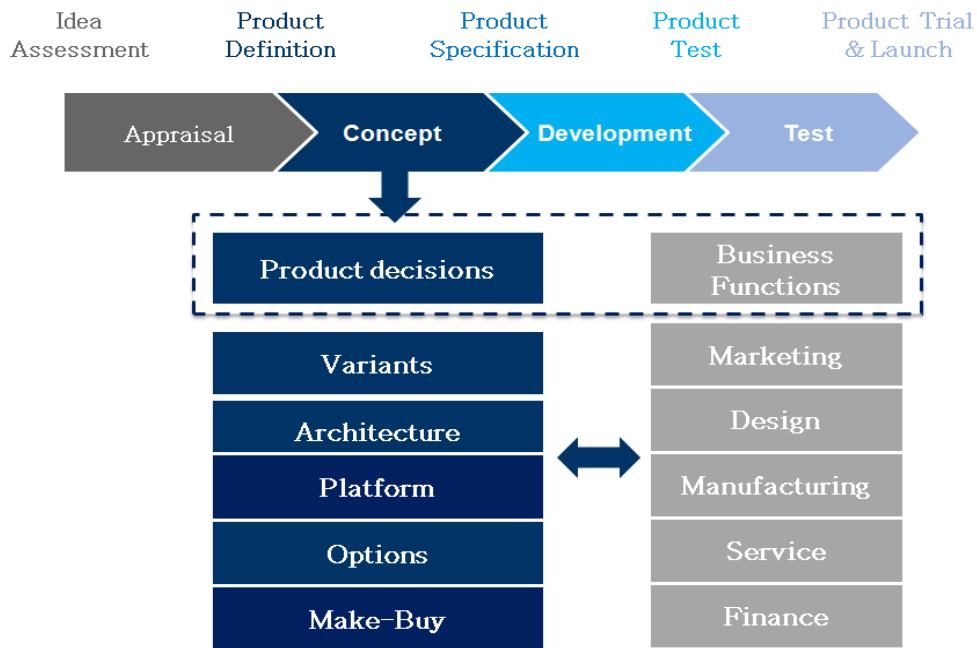 Idea
Assessment
Product
Definition
Product
Specification
Product
Test
Product Trial
& Launch
Appraisal
Concept
Development
Test
Product decisions
Business
Functions
Variants
Marketing
Architecture
Design
Platform
Manufacturing
Options
Service
Make-Buy
Finance